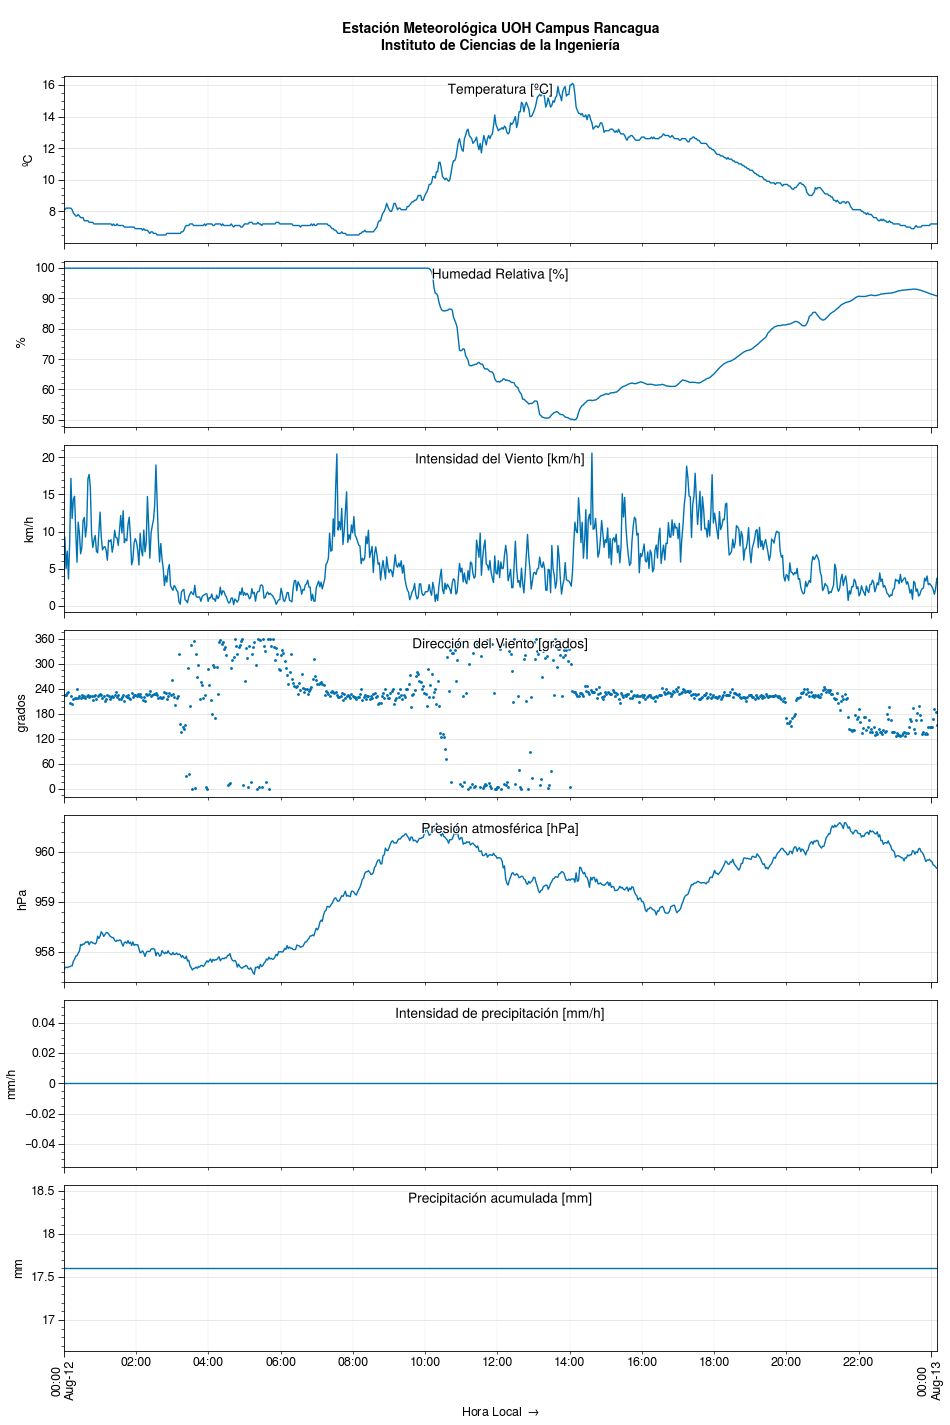 Estación Meteorológica UOH Campus Rancagua
Instituto de Ciencias de la Ingeniería
Temperatura [ºC]
ºC
16
14
12
10
8
Humedad Relativa [%]
%
100
90
80
70
60
50
Intensidad del Viento [km/h]
km/h
20
15
10
5
0
Dirección del Viento [grados]
grados
360
300
240
180
120
60
0
Presión atmosférica [hPa]
hPa
960
959
958
Intensidad de precipitación [mm/h]
mm/h
0.04
0.02
0
−0.02
−0.04
Precipitación acumulada [mm]
mm
18.5
18
17.5
17
00:00
Aug-12
02:00
04:00
06:00
08:00
10:00
12:00
14:00
16:00
18:00
20:00
22:00
00:00
Aug-13
Hora Local →